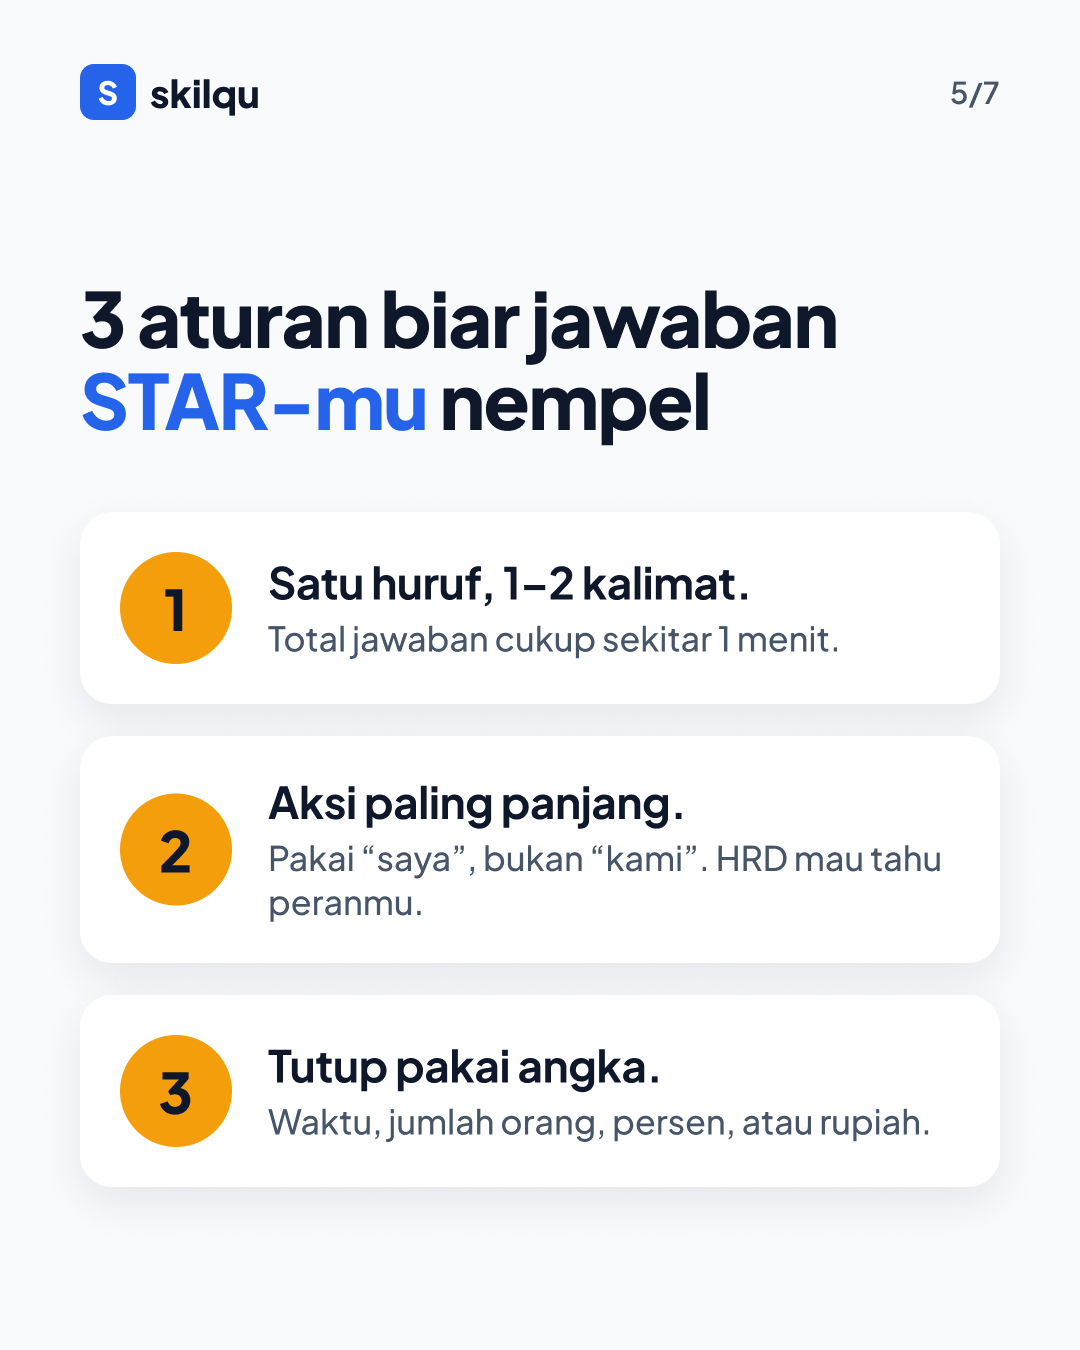 S skilqu
5/7
3 aturan biar jawaban
STAR-mu nempel
1
Satu huruf, 1–2 kalimat.
Total jawaban cukup sekitar 1 menit.
2
Aksi paling panjang.
Pakai “saya”, bukan “kami”. HRD mau tahu
peranmu.
3
Tutup pakai angka.
Waktu, jumlah orang, persen, atau rupiah.